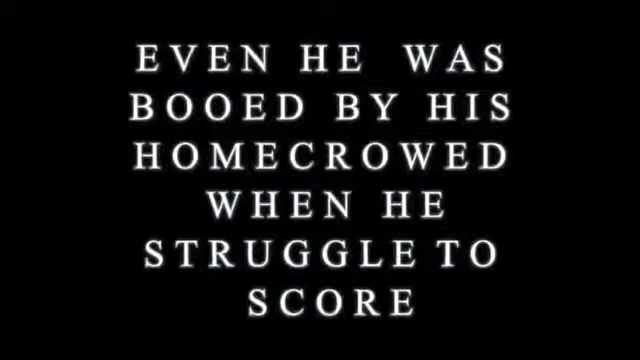 EVEN HE WAS
BOOED BY HIS
HOMECROWED
WHEN HE
STRUGGLE TO
SCORE